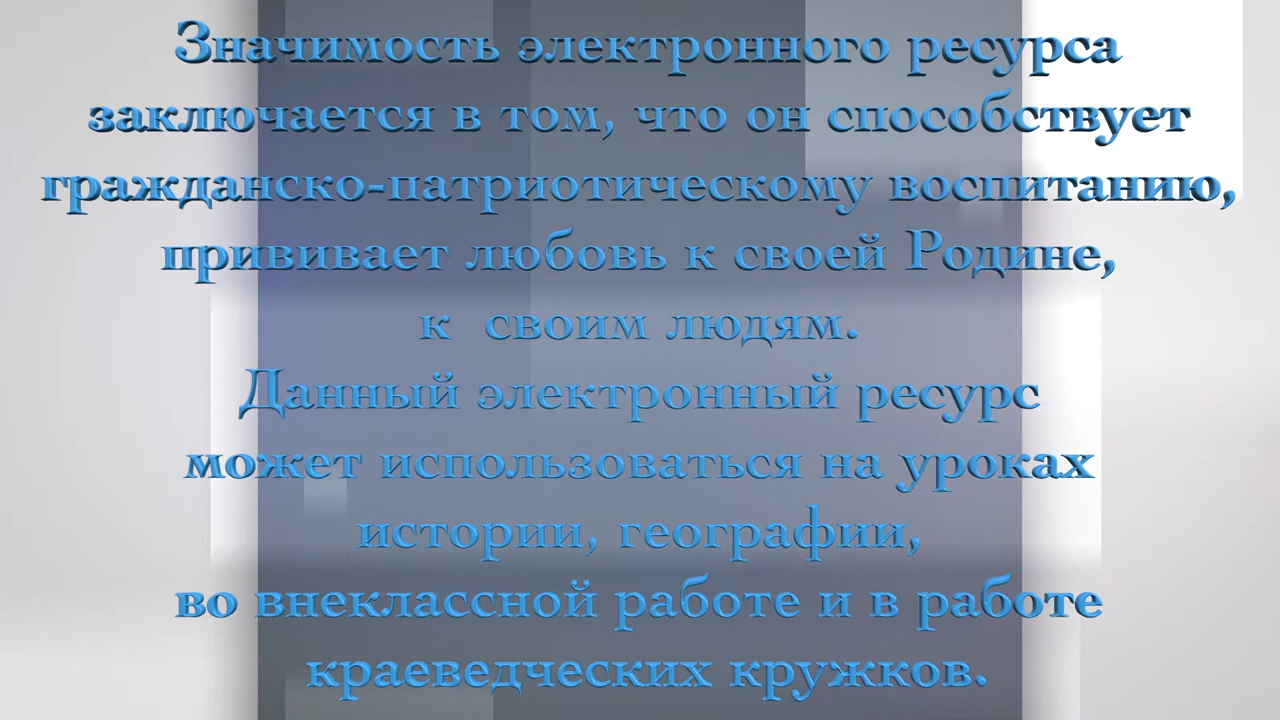 Значимость электронного ресурса
заключается в том, что он способствует
гражданско-патриотическому воспитанию,
прививает любовь к своей Родине,
к своим людям.
Данный электронный ресурс
может использоваться на уроках
истории, географии,
во внеклассной работе и в работе
краеведческих кружков.